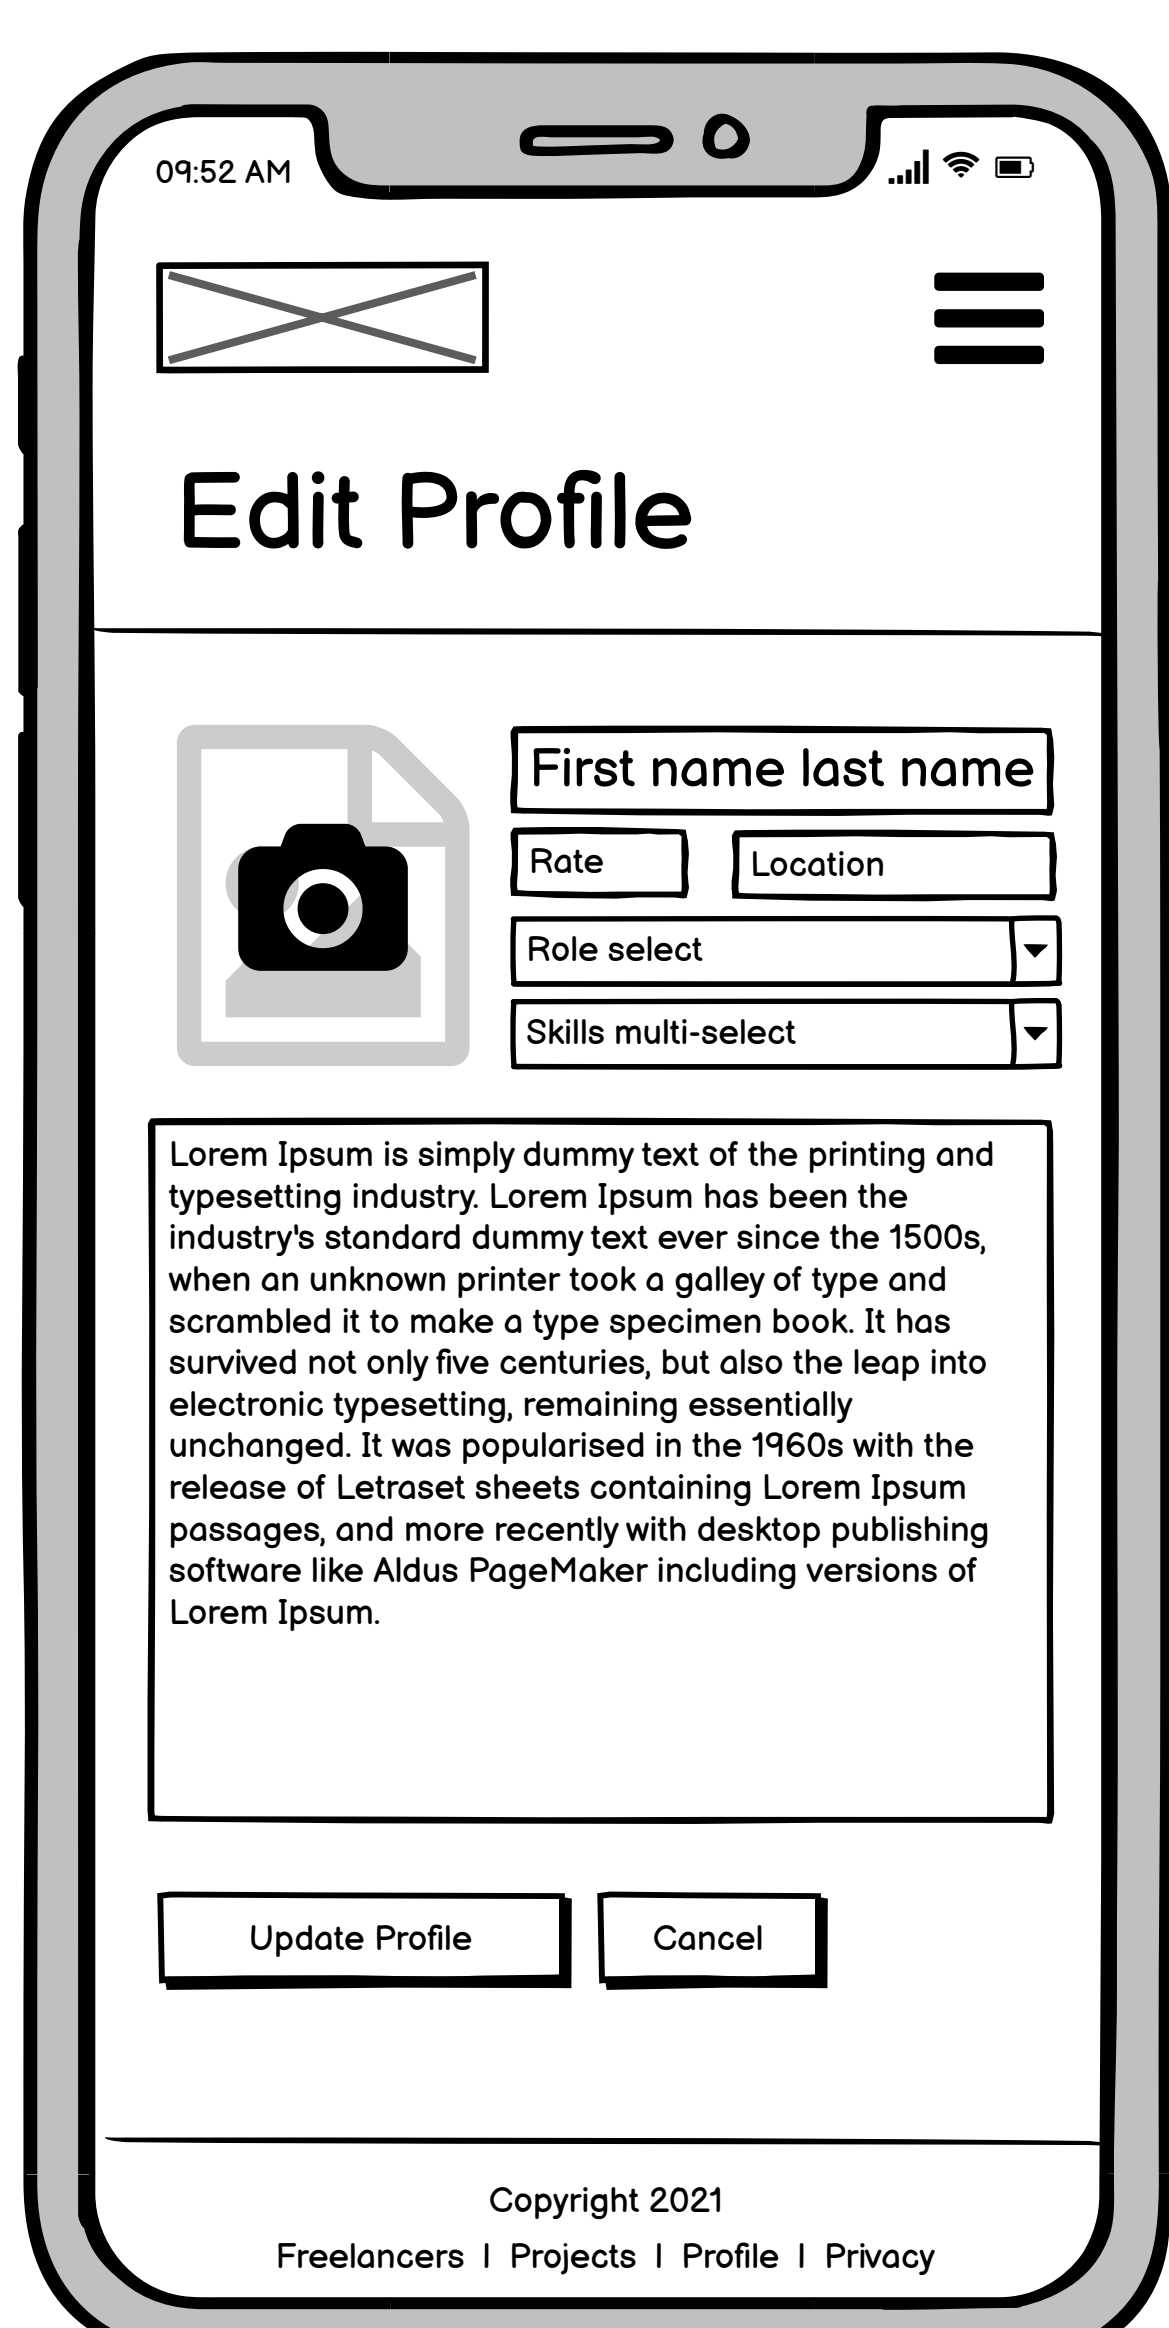 09:52 AM
Edit Profile
First name last name
Rate
Location
Role select
Skills multi-select
Lorem Ipsum is simply dummy text of the printing and
typesetting industry. Lorem Ipsum has been the
industry's standard dummy text ever since the 1500s,
when an unknown printer took a galley of type and
scrambled it to make a type specimen book. It has
survived not only five centuries, but also the leap into
electronic typesetting, remaining essentially
unchanged. It was popularised in the 1960s with the
release of Letraset sheets containing Lorem Ipsum
passages, and more recently with desktop publishing
software like Aldus PageMaker including versions of
Lorem Ipsum.
Update Profile
Cancel
Copyright 2021
Freelancers | Projects | Profile | Privacy